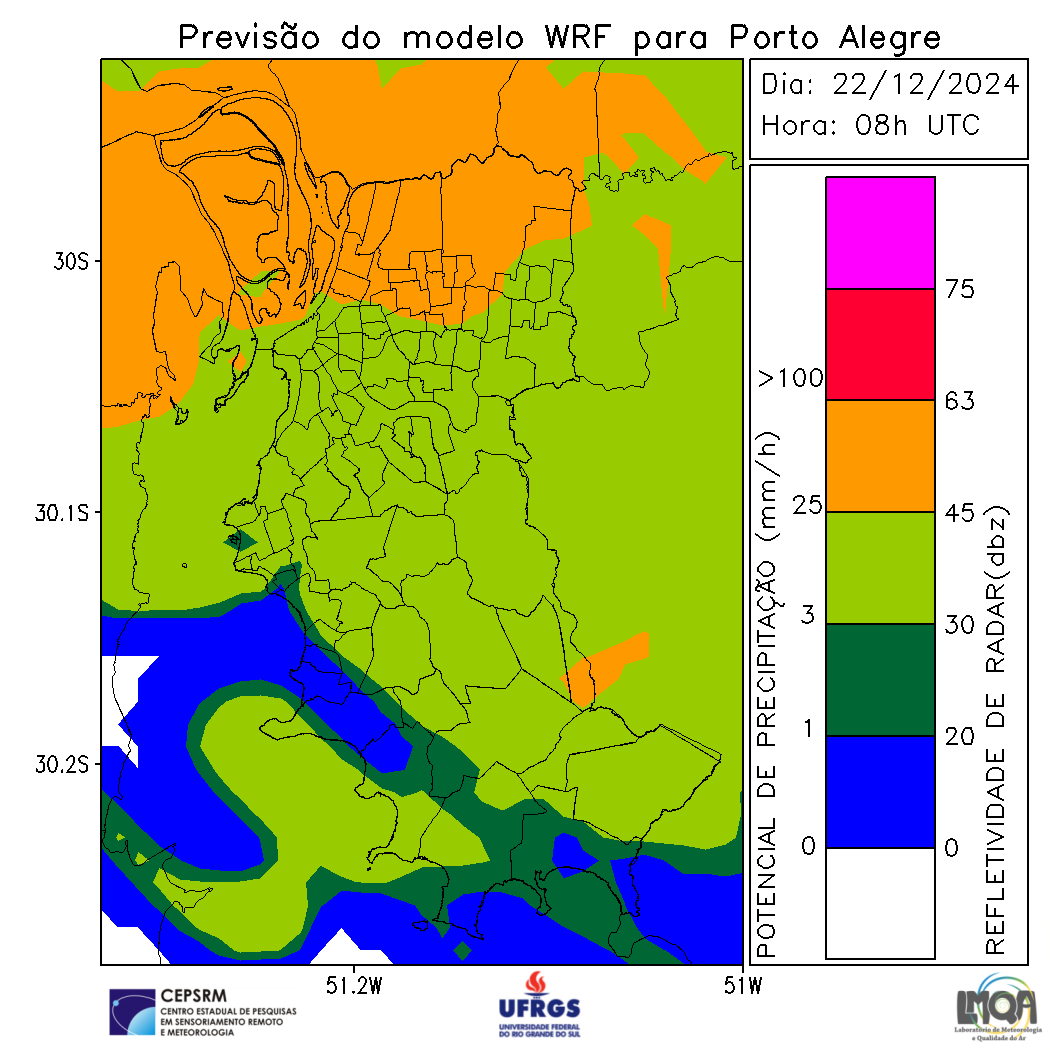 Previsão do modelo WRF para Porto Alegre
Dia: 22/12/2024
Hora: 08h UTC
30S
30.1S
30.2S
51.2W
51W
POTENCIAL DE PRECIPITAÇÃO (mm/h)
>100
25
3
1
0
75
63
45
30
20
0
REFLETIVIDADE DE RADAR(dbz)
CEPSRM
CENTRO ESTADUAL DE PESQUISAS
EM SENSORIAMENTO REMOTO
E METEOROLOGIA
UFRGS
UNIVERSIDADE FEDERAL
DO RIO GRANDE DO SUL
LMQA
Laboratório de Meteorologia
e Qualidade do Ar